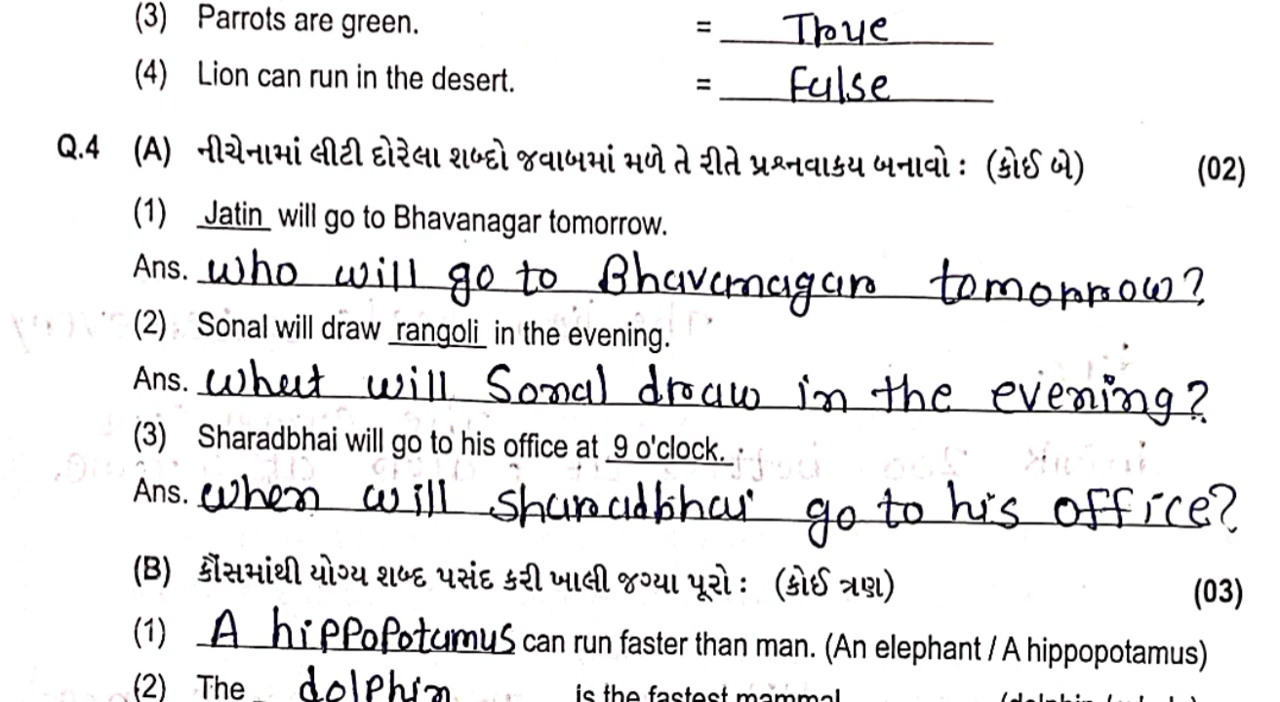 (3) Parrots are green. = True
(4) Lion can run in the desert. = False
Q.4 (A) નીચેનામાં લીટી દોરેલા શબ્દો જવાબમાં મળે તે રીતે પ્રશ્નવાક્ય બનાવો : (કોઈ બે) (02)
(1) Jatin will go to Bhavanagar tomorrow.
Ans. who will go to Bhavanagar tomorrow?
(2) Sonal will draw rangoli in the evening.
Ans. what will Sonal draw in the evening?
(3) Sharadbhai will go to his office at 9 o'clock.
Ans. when will sharadbhai go to his office?
(B) કૌંસમાંથી યોગ્ય શબ્દ પસંદ કરી ખાલી જગ્યા પૂરો : (કોઈ ત્રણ) (03)
(1) A hippopotamus can run faster than man. (An elephant / A hippopotamus)
(2) The dolphin is the fastest mammal